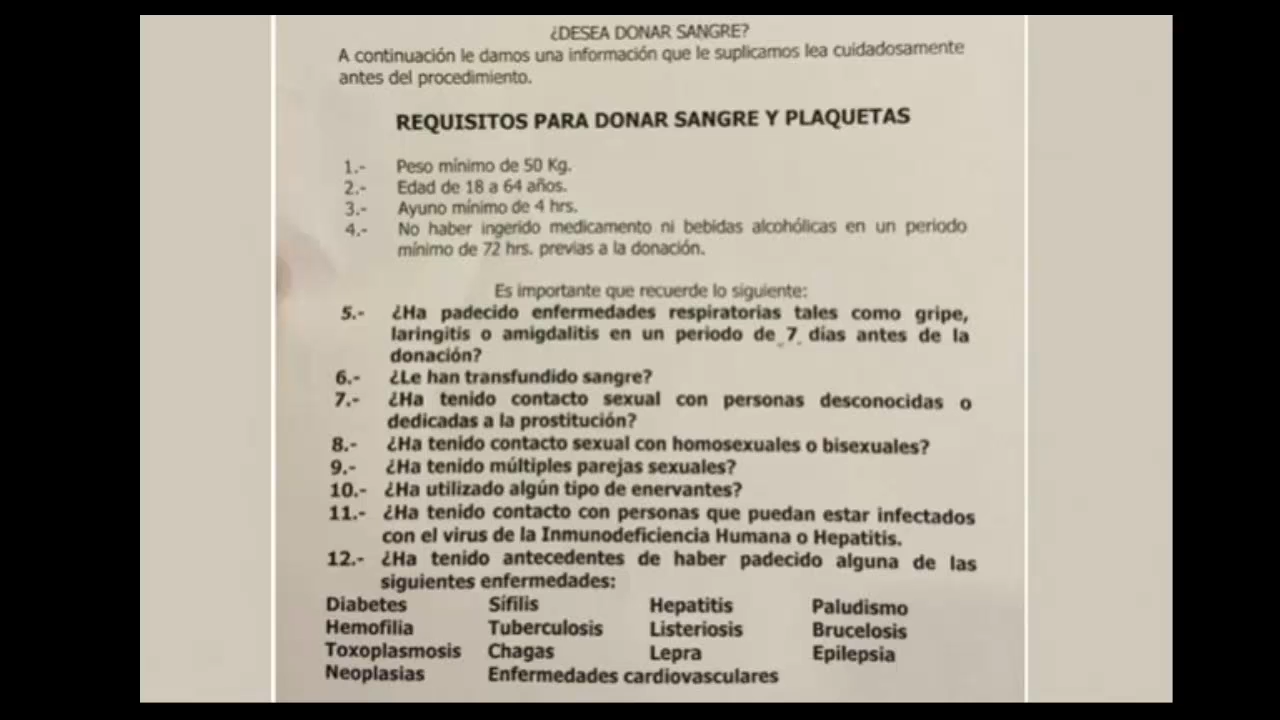 ¿DESEA DONAR SANGRE?
A continuación le damos una información que le suplicamos lea cuidadosamente
antes del procedimiento.
REQUISITOS PARA DONAR SANGRE Y PLAQUETAS
1.- Peso mínimo de 50 Kg.
2.- Edad de 18 a 64 años.
3.- Ayuno mínimo de 4 hrs.
4.- No haber ingerido medicamento ni bebidas alcohólicas en un periodo
mínimo de 72 hrs. previas a la donación.
Es importante que recuerde lo siguiente:
5.- ¿Ha padecido enfermedades respiratorias tales como gripe,
laringitis o amigdalitis en un periodo de 7 días antes de la
donación?
6.- ¿Le han transfundido sangre?
7.- ¿Ha tenido contacto sexual con personas desconocidas o
dedicadas a la prostitución?
8.- ¿Ha tenido contacto sexual con homosexuales o bisexuales?
9.- ¿Ha tenido múltiples parejas sexuales?
10.- ¿Ha utilizado algún tipo de enervantes?
11.- ¿Ha tenido contacto con personas que puedan estar infectados
con el virus de la Inmunodeficiencia Humana o Hepatitis.
12.- ¿Ha tenido antecedentes de haber padecido alguna de las
siguientes enfermedades:
Diabetes Sífilis Hepatitis Paludismo
Hemofilia Tuberculosis Listeriosis Brucelosis
Toxoplasmosis Chagas Lepra Epilepsia
Neoplasias Enfermedades cardiovasculares